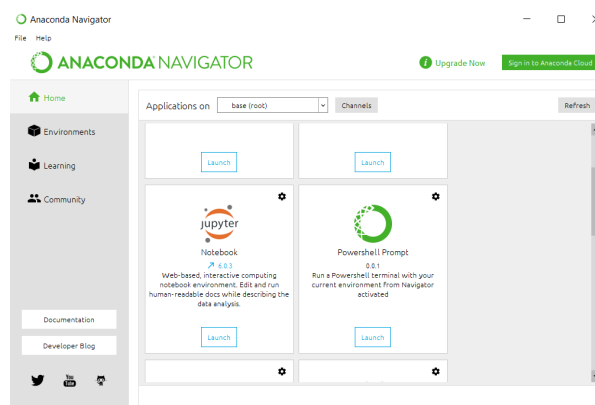 Anaconda Navigator
File Help
ANACONDA NAVIGATOR
i Upgrade Now
Sign in to Anaconda Cloud
Home
Environments
Learning
Community
Documentation
Developer Blog
You Tube
Applications on base (root) Channels Refresh
Launch Launch
jupyter
Notebook
6.0.3
Web-based, interactive computing
notebook environment. Edit and run
human-readable docs while describing the
data analysis.
Launch
Powershell Prompt
0.0.1
Run a Powershell terminal with your
current environment from Navigator
activated
Launch